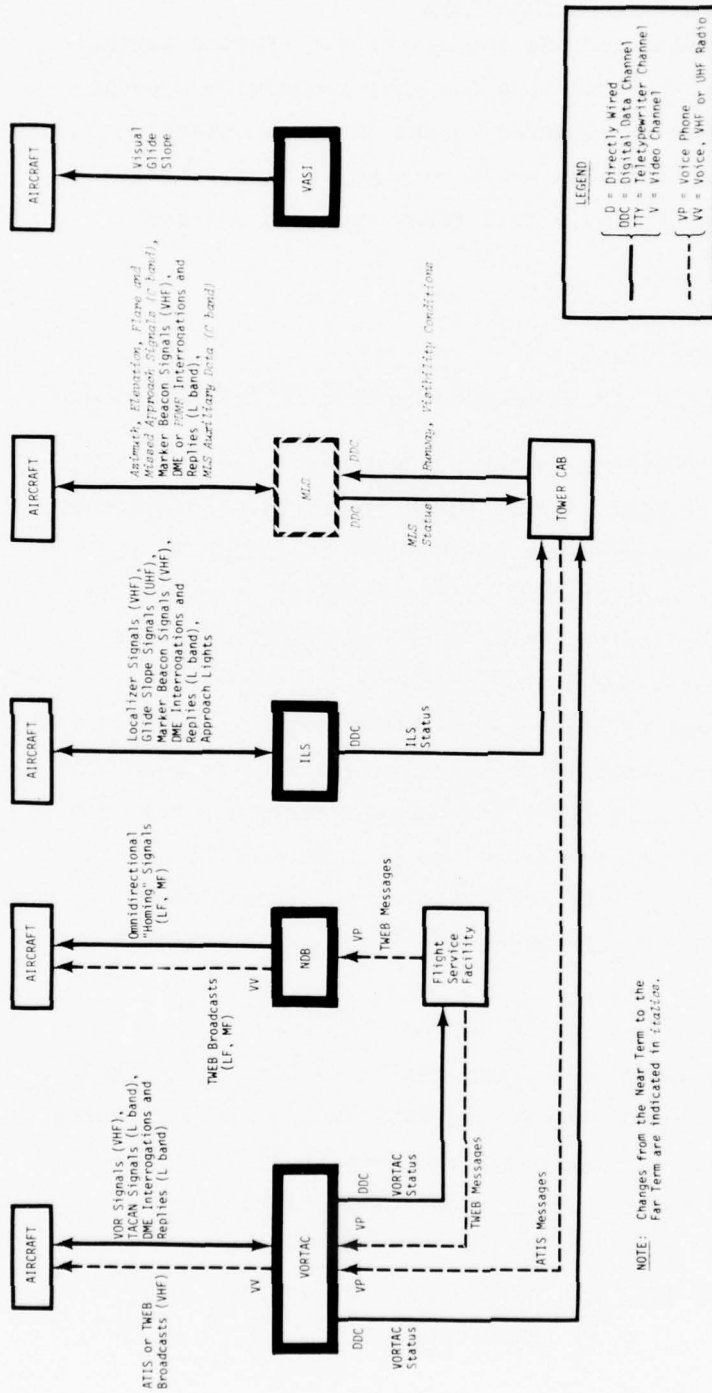 AIRCRAFT
ATIS or TWEB
Broadcasts (VHF)
VOR Signals (VHF),
TACAN Signals (L band),
DME Interrogations and
Replies (L band)
VV
VORTAC
DDC
VORTAC
Status
VP
VP
DDC
VORTAC
Status
TWEB Messages
ATIS Messages
AIRCRAFT
TWEB Broadcasts
(LF, MF)
Omnidirectional
"Homing" Signals
(LF, MF)
VV
NDB
VP
TWEB Messages
Flight
Service
Facility
AIRCRAFT
Localizer Signals (VHF),
Glide Slope Signals (UHF),
Marker Beacon Signals (VHF),
DME Interrogations and
Replies (L band),
Approach Lights
ILS
DDC
ILS
Status
AIRCRAFT
Azimuth, Elevation, Flare and
Missed Approach Signals (C band),
Marker Beacon Signals (VHF),
DME or PDME Interrogations and
Replies (L band),
MLS Auxiliary Data (C band)
MLS
DDC
DDC
MLS
Status
Runway, Visibility Conditions
TOWER CAB
AIRCRAFT
Visual
Glide
Slope
VASI
NOTE: Changes from the Near Term to the
Far Term are indicated in italics.
LEGEND
D = Directly Wired
DDC = Digital Data Channel
TTY = Teletypewriter Channel
V = Video Channel
VP = Voice Phone
VV = Voice, VHF or UHF Radio